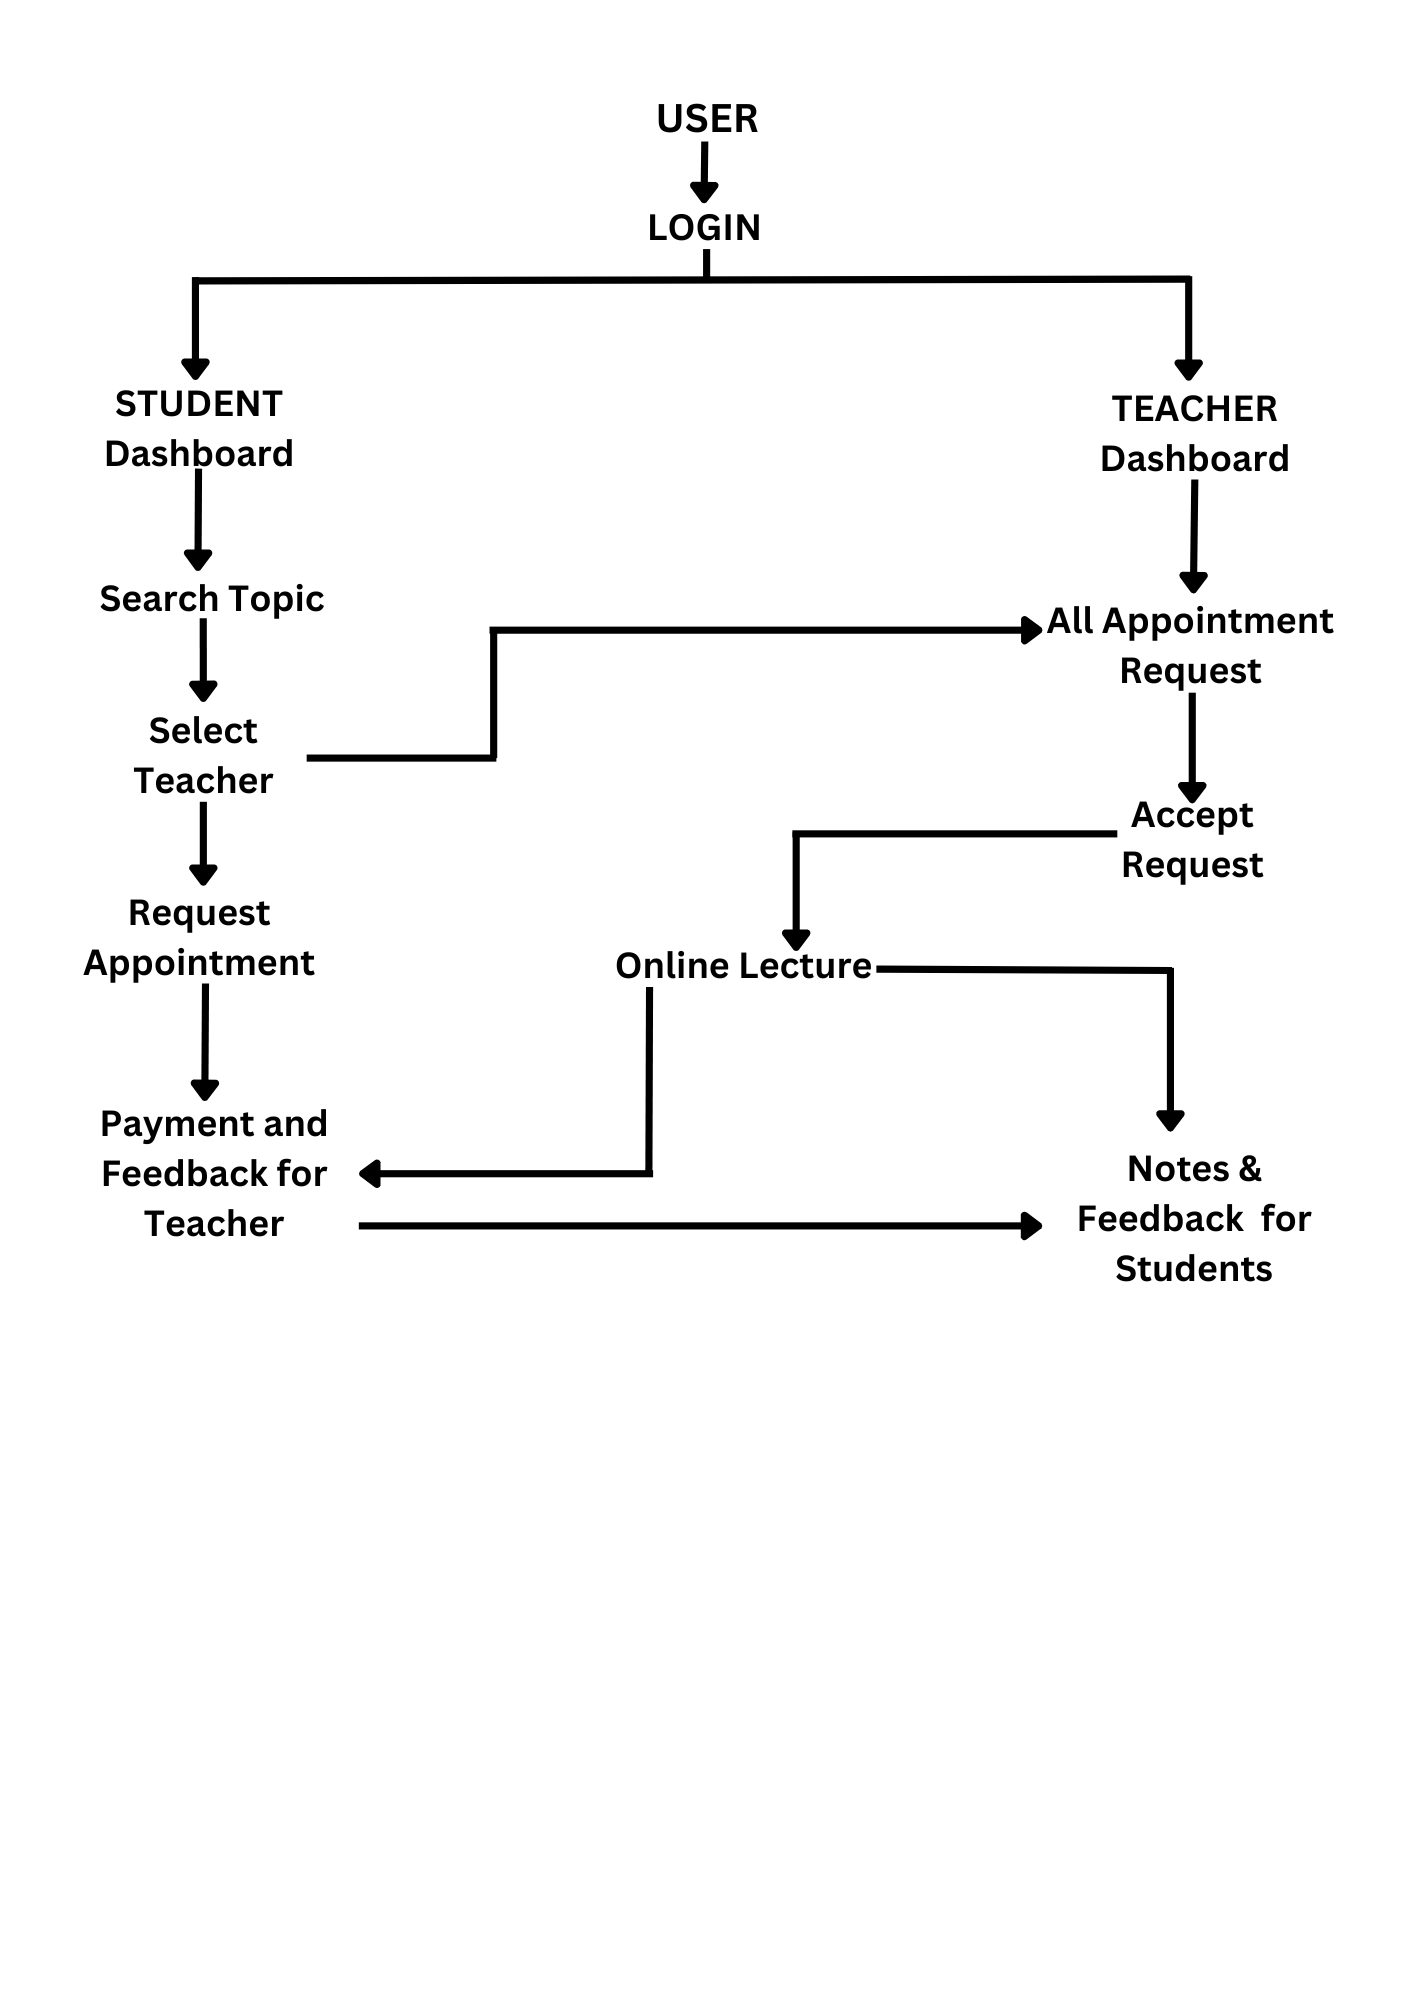 USER
LOGIN
STUDENT
Dashboard
TEACHER
Dashboard
Search Topic
All Appointment
Request
Select
Teacher
Accept
Request
Request
Appointment
Online Lecture
Payment and
Feedback for
Teacher
Notes &
Feedback  for
Students